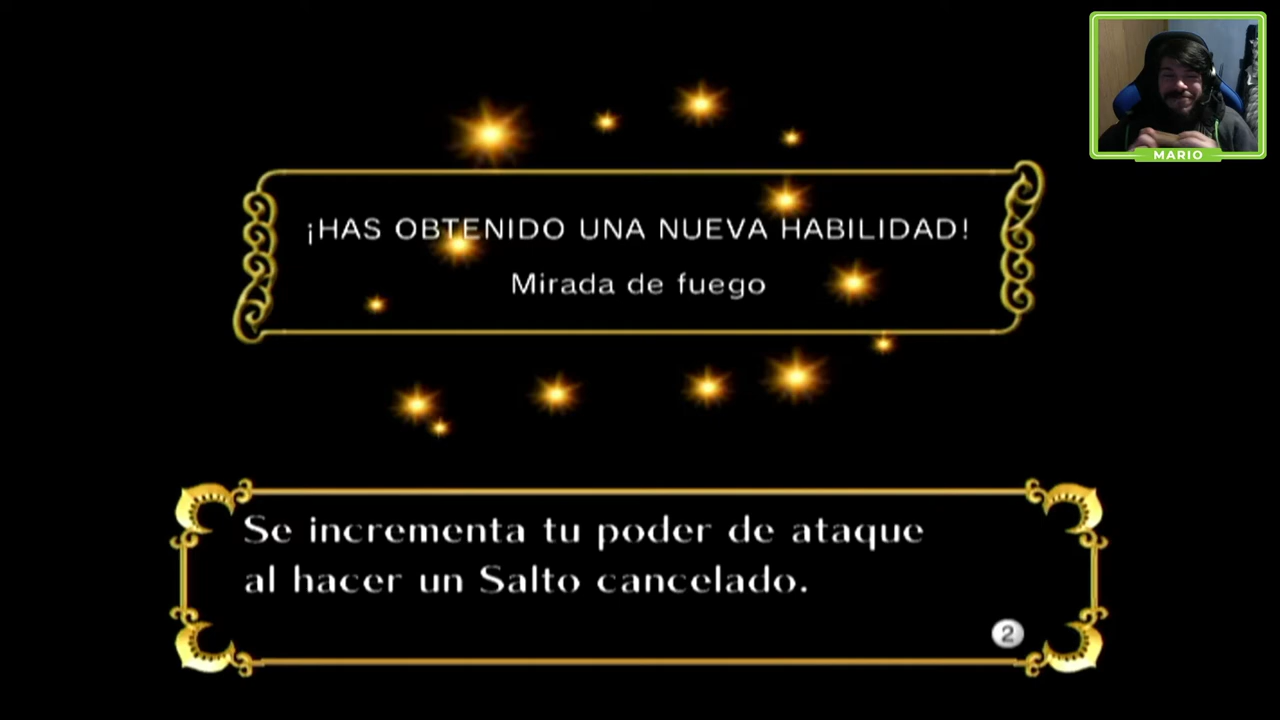 MARIO
¡HAS OBTENIDO UNA NUEVA HABILIDAD!
Mirada de fuego
Se incrementa tu poder de ataque
al hacer un Salto cancelado.
2